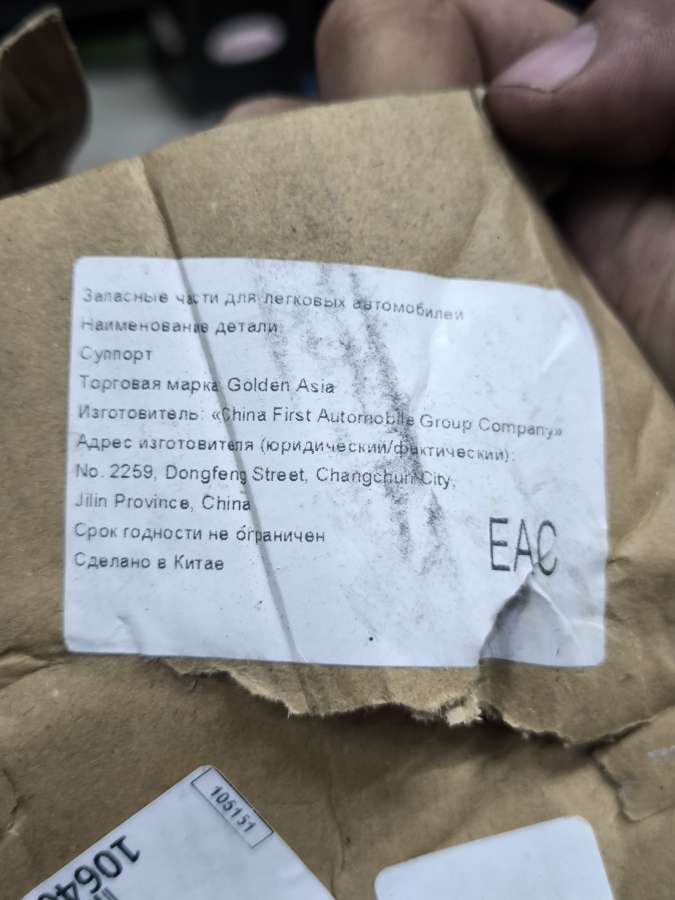 Запасные части для легковых автомобилей
Наименование детали:
Суппорт
Торговая марка: Golden Asia
Изготовитель: «China First Automobile Group Company»
Адрес изготовителя (юридический/фактический):
No. 2259, Dongfeng Street, Changchun City,
Jilin Province, China
Срок годности не ограничен
Сделано в Китае
EAC
105151